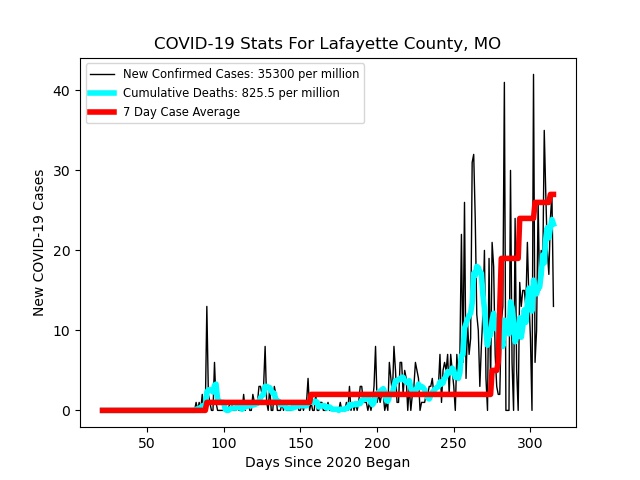 COVID-19 Stats For Lafayette County, MO
New Confirmed Cases: 35300 per million
Cumulative Deaths: 825.5 per million
7 Day Case Average
New COVID-19 Cases
40
30
20
10
0
50 100 150 200 250 300
Days Since 2020 Began